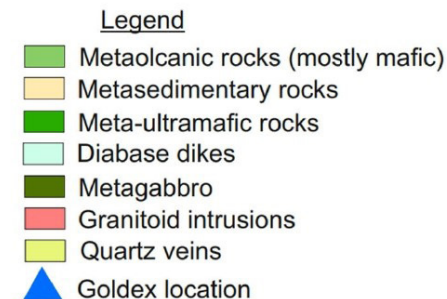 Legend
Metaolcanic rocks (mostly mafic)
Metasedimentary rocks
Meta-ultramafic rocks
Diabase dikes
Metagabbro
Granitoid intrusions
Quartz veins
Goldex location